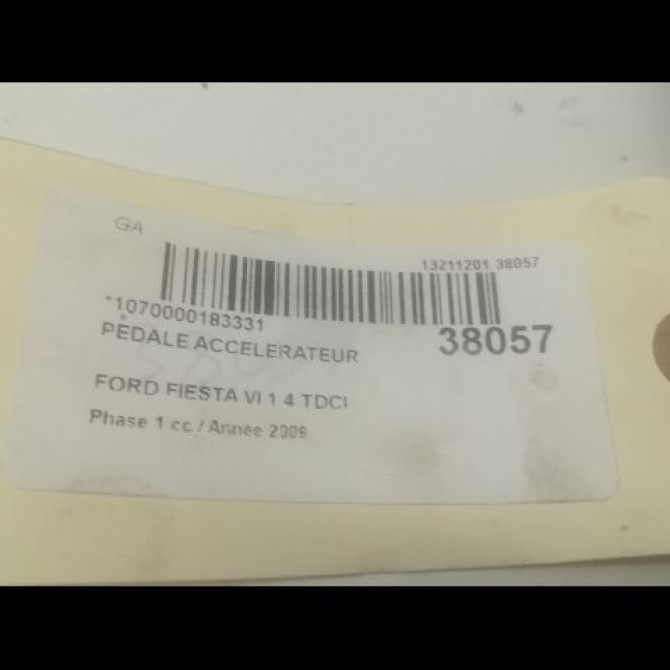 GA
13211201 38057
*1070000183331
38057
PEDALE ACCELERATEUR
FORD FIESTA VI 1 4 TDCI
Phase 1 cc / Année 2009